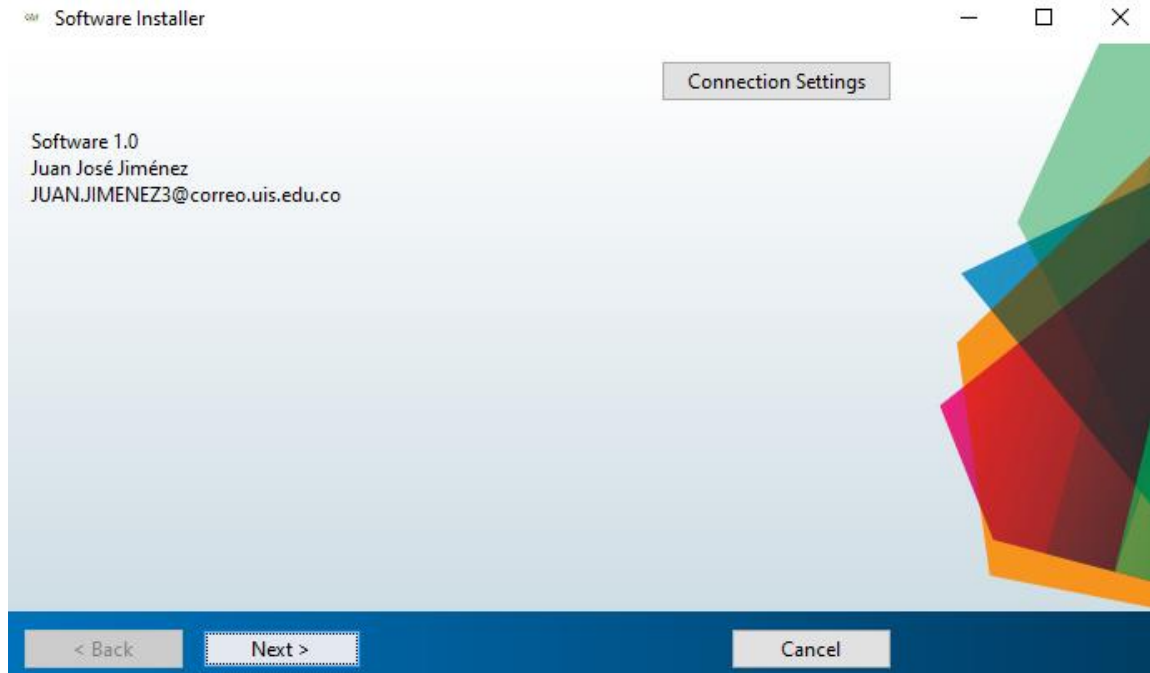 Software Installer
Connection Settings
Software 1.0
Juan José Jiménez
JUAN.JIMENEZ3@correo.uis.edu.co
< Back
Next >
Cancel